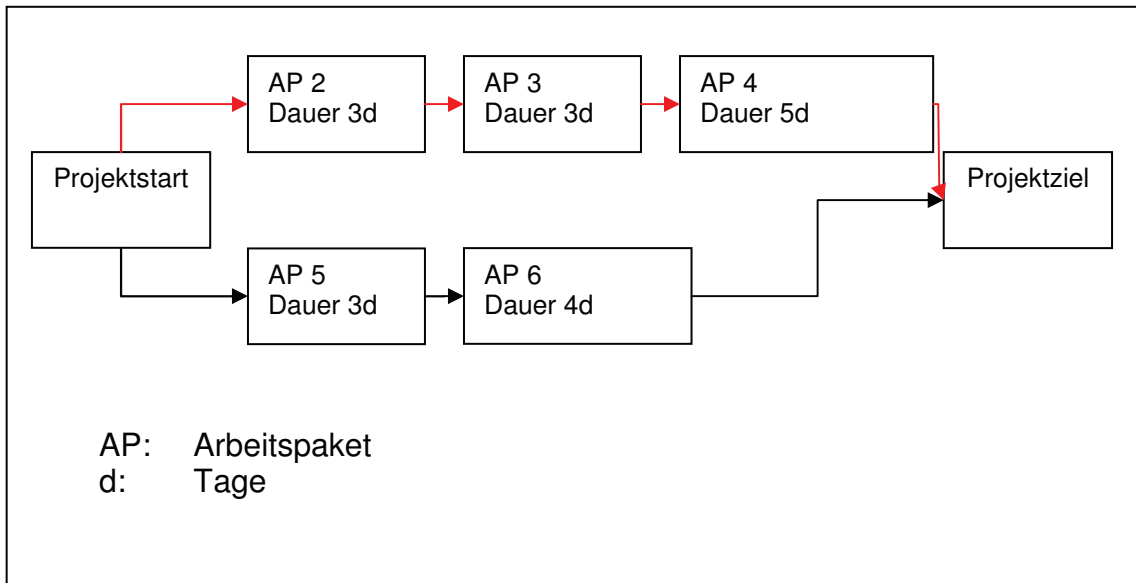 AP 2
Dauer 3d
AP 3
Dauer 3d
AP 4
Dauer 5d
Projektstart
Projektziel
AP 5
Dauer 3d
AP 6
Dauer 4d
AP: Arbeitspaket
d: Tage